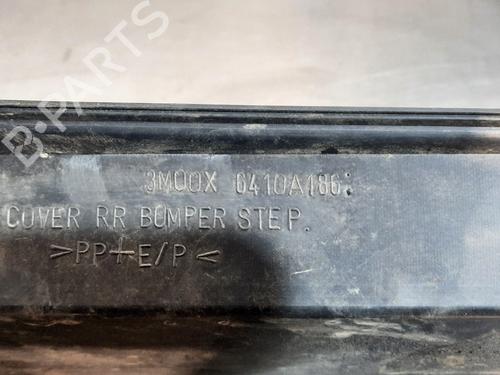 B-PARTS
3M00X 6410A186:
COVER RR BUMPER STEP.
>PP+E/P<